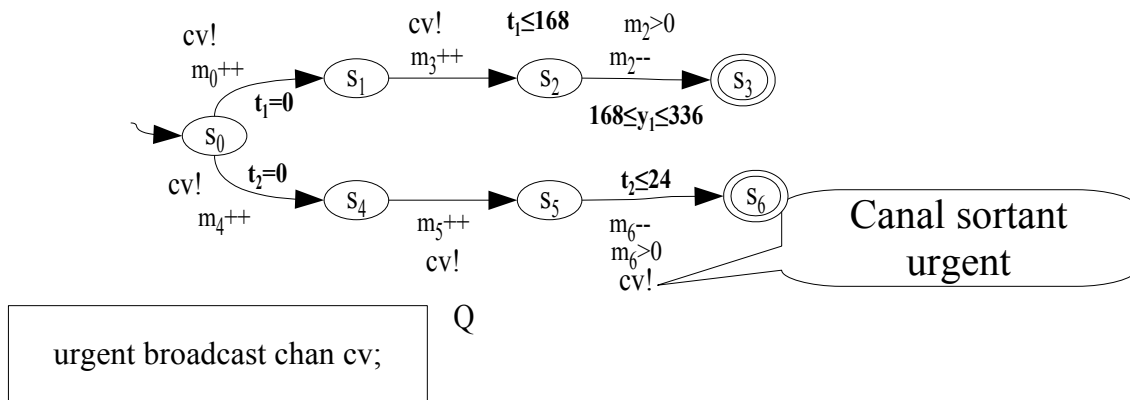 cv!
m₀++
t₁=0
s₀
s₁
cv!
m₃++
t₁≤168
s₂
m₂>0
m₂--
168≤y₁≤336
s₃
cv!
m₄++
t₂=0
s₄
m₅++
cv!
s₅
t₂≤24
m₆--
m₆>0
cv!
s₆
Canal sortant
urgent
Q
urgent broadcast chan cv;